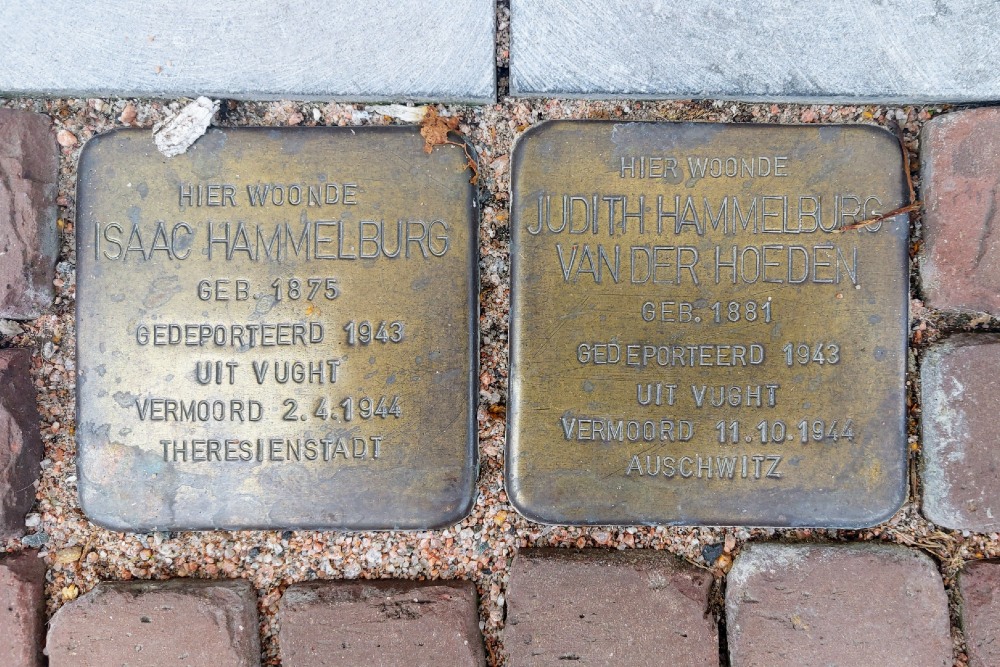 HIER WOONDE
ISAAC HAMMELBURG
GEB. 1875
GEDEPORTEERD 1943
UIT VUGHT
VERMOORD 2.4.1944
THERESIENSTADT
HIER WOONDE
JUDITH HAMMELBURG
VAN DER HOEDEN
GEB. 1881
GEDEPORTEERD 1943
UIT VUGHT
VERMOORD 11.10.1944
AUSCHWITZ